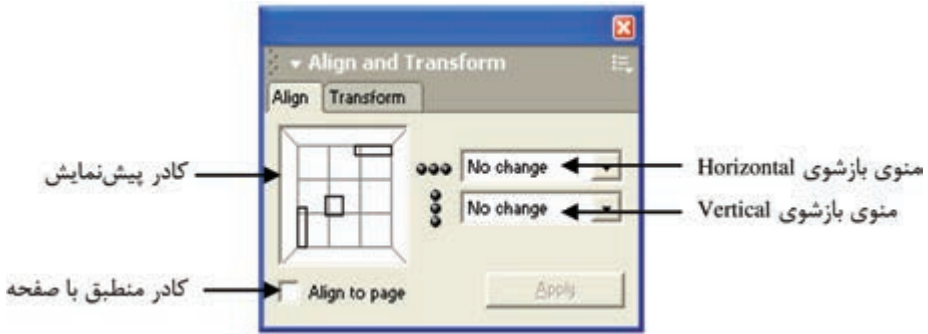 Align and Transform
Align Transform
No change
منوی بازشوی Horizontal
کادر پیش‌نمایش
No change
منوی بازشوی Vertical
کادر منطبق با صفحه
Align to page
Apply